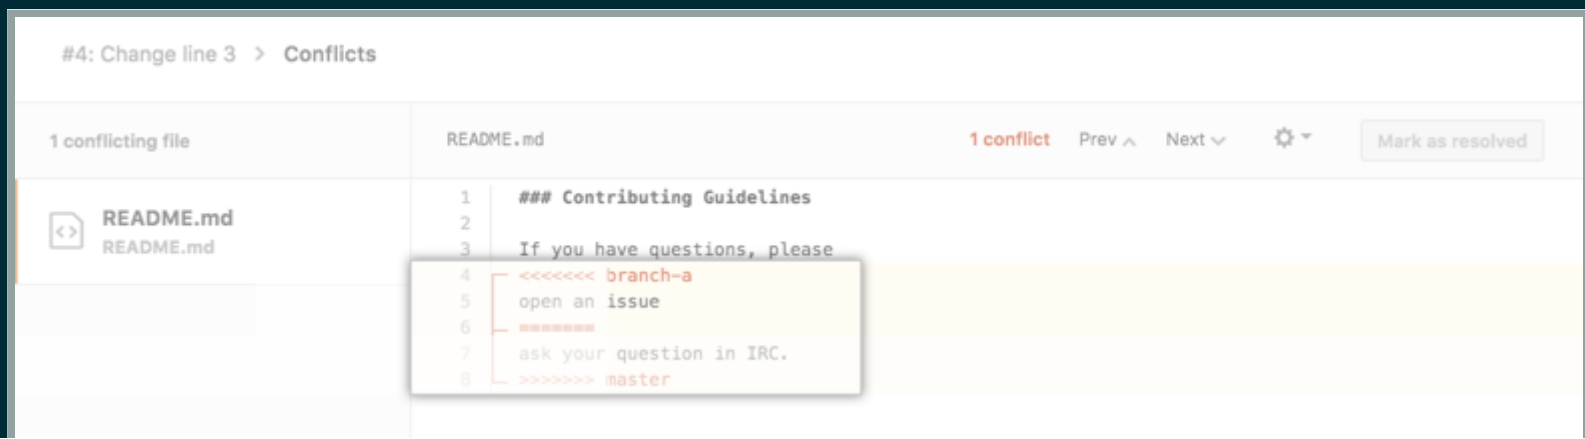 #4: Change line 3 > Conflicts
1 conflicting file
README.md
README.md
README.md 1 conflict Prev Next Mark as resolved
1 ### Contributing Guidelines
2
3 If you have questions, please
4 <<<<<<< branch-a
5 open an issue
6 =======
7 ask your question in IRC.
8 >>>>>>> master